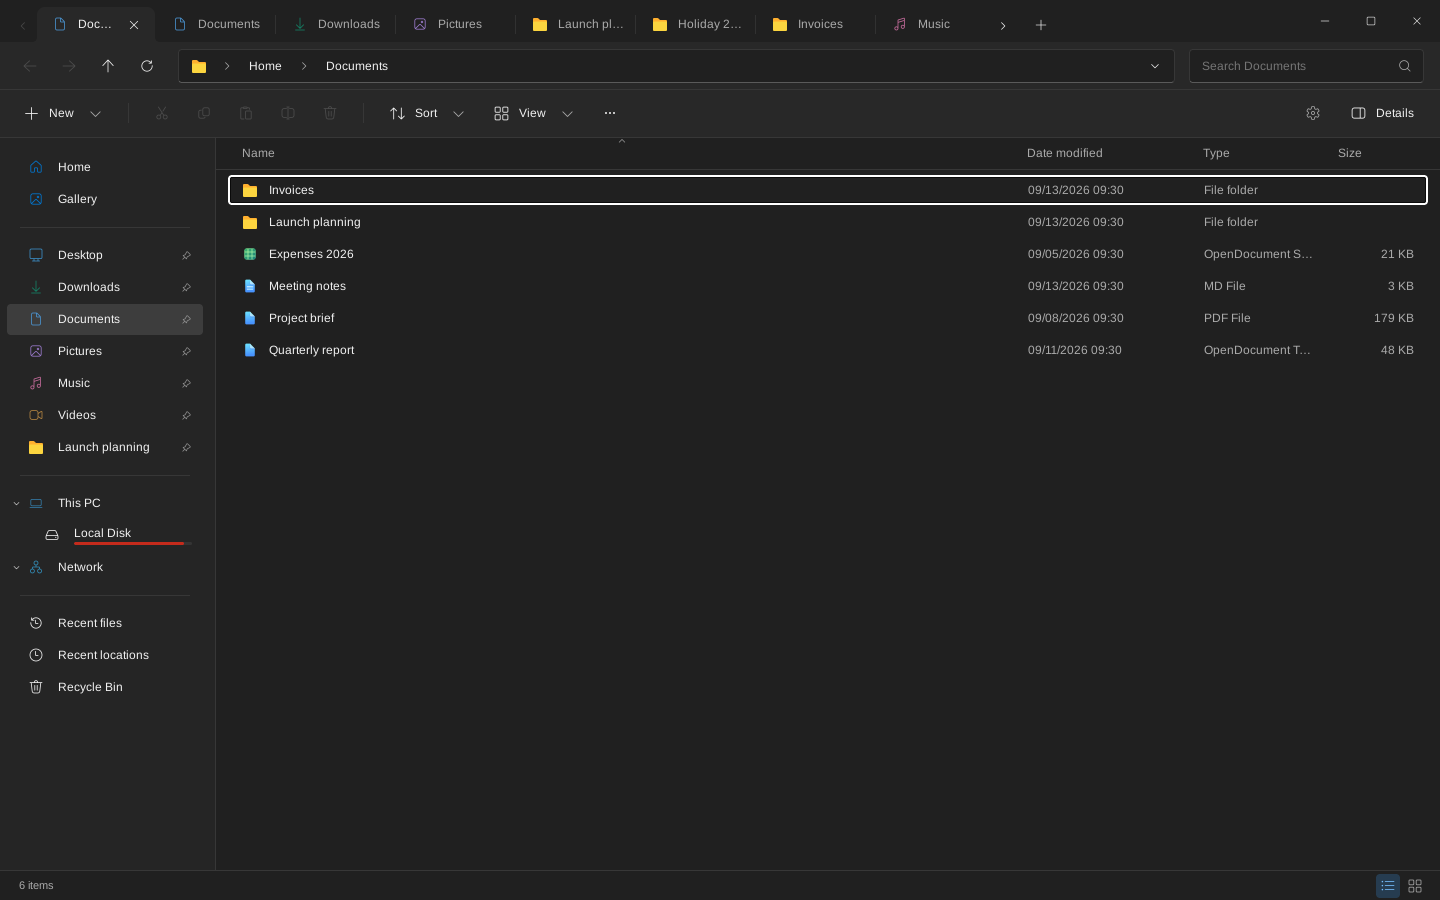 Doc...
Documents
Downloads
Pictures
Launch pl...
Holiday 2...
Invoices
Music
Home
Documents
Search Documents
New
Sort
View
Details
Home
Gallery
Desktop
Downloads
Documents
Pictures
Music
Videos
Launch planning
This PC
Local Disk
Network
Recent files
Recent locations
Recycle Bin
Name Date modified Type Size
Invoices 09/13/2026 09:30 File folder
Launch planning 09/13/2026 09:30 File folder
Expenses 2026 09/05/2026 09:30 OpenDocument S... 21 KB
Meeting notes 09/13/2026 09:30 MD File 3 KB
Project brief 09/08/2026 09:30 PDF File 179 KB
Quarterly report 09/11/2026 09:30 OpenDocument T... 48 KB
6 items